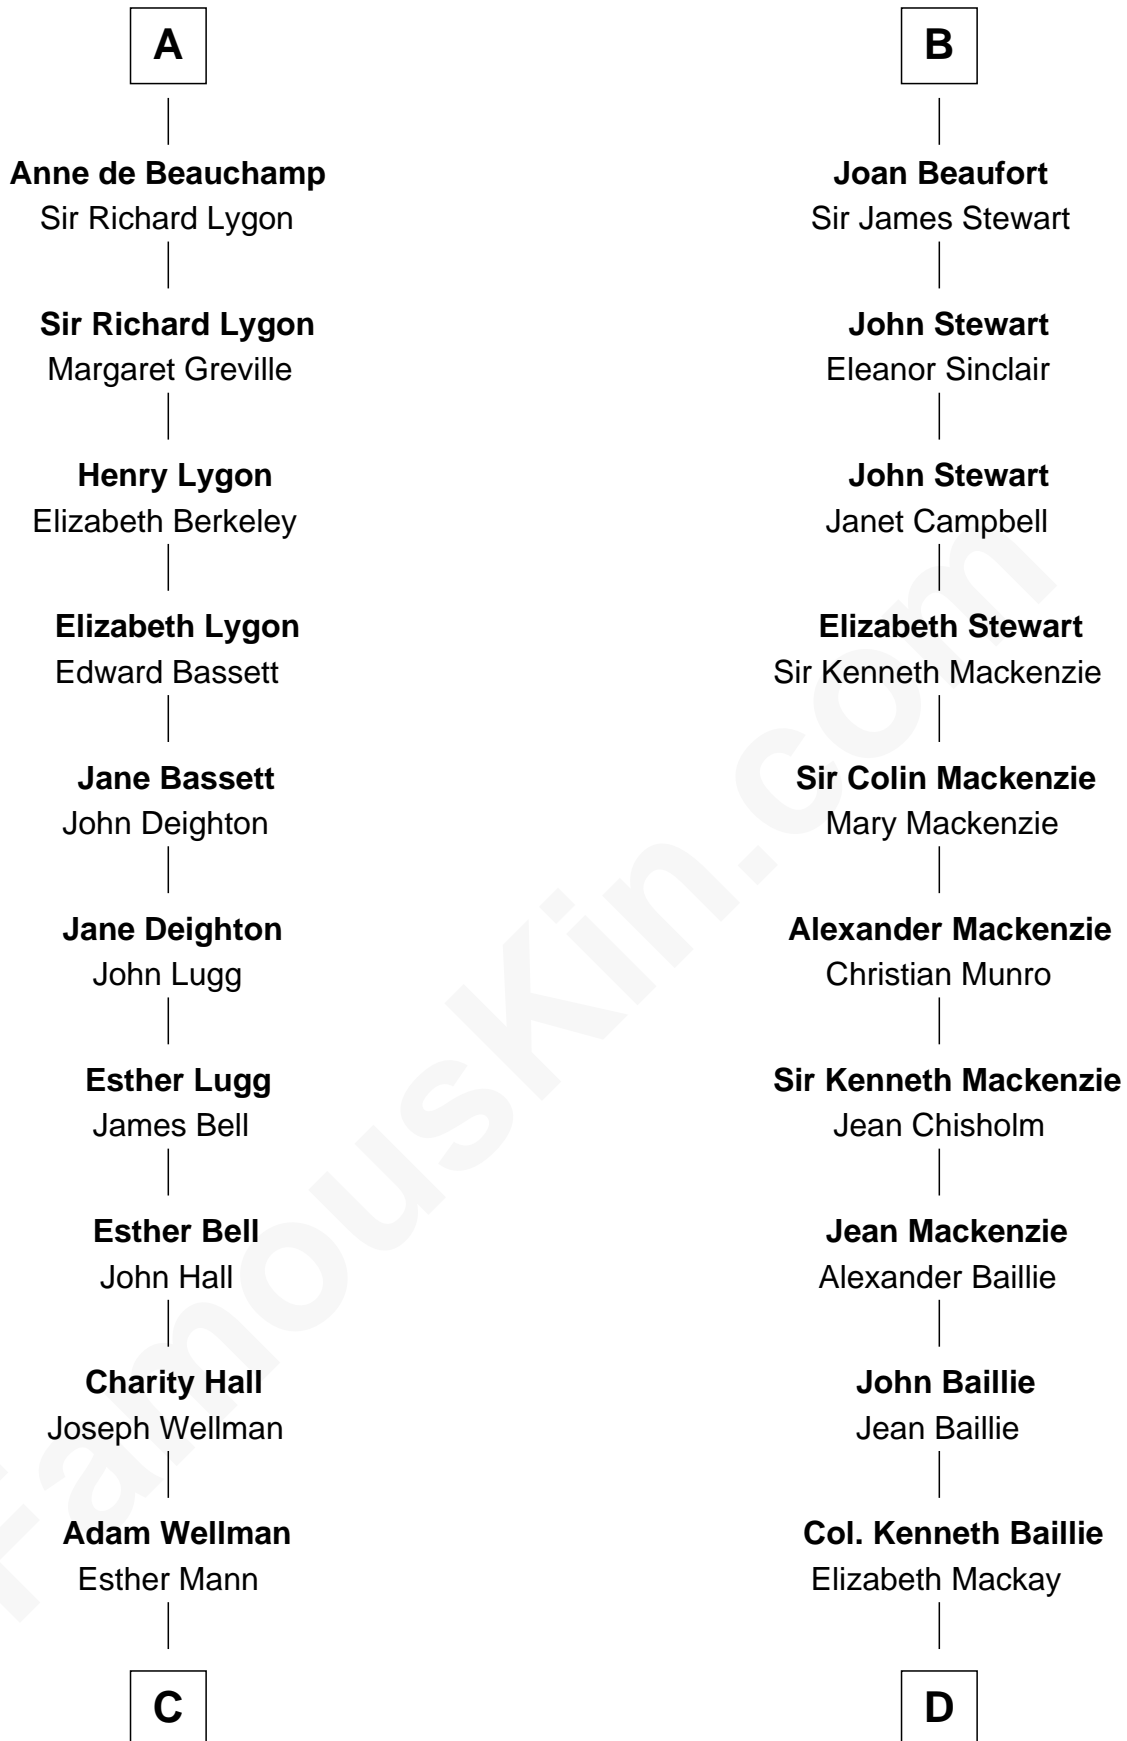 A
Anne de Beauchamp
Sir Richard Lygon
Sir Richard Lygon
Margaret Greville
Henry Lygon
Elizabeth Berkeley
Elizabeth Lygon
Edward Bassett
Jane Bassett
John Deighton
Jane Deighton
John Lugg
Esther Lugg
James Bell
Esther Bell
John Hall
Charity Hall
Joseph Wellman
Adam Wellman
Esther Mann
C
B
Joan Beaufort
Sir James Stewart
John Stewart
Eleanor Sinclair
John Stewart
Janet Campbell
Elizabeth Stewart
Sir Kenneth Mackenzie
Sir Colin Mackenzie
Mary Mackenzie
Alexander Mackenzie
Christian Munro
Sir Kenneth Mackenzie
Jean Chisholm
Jean Mackenzie
Alexander Baillie
John Baillie
Jean Baillie
Col. Kenneth Baillie
Elizabeth Mackay
D
FamousKin.com